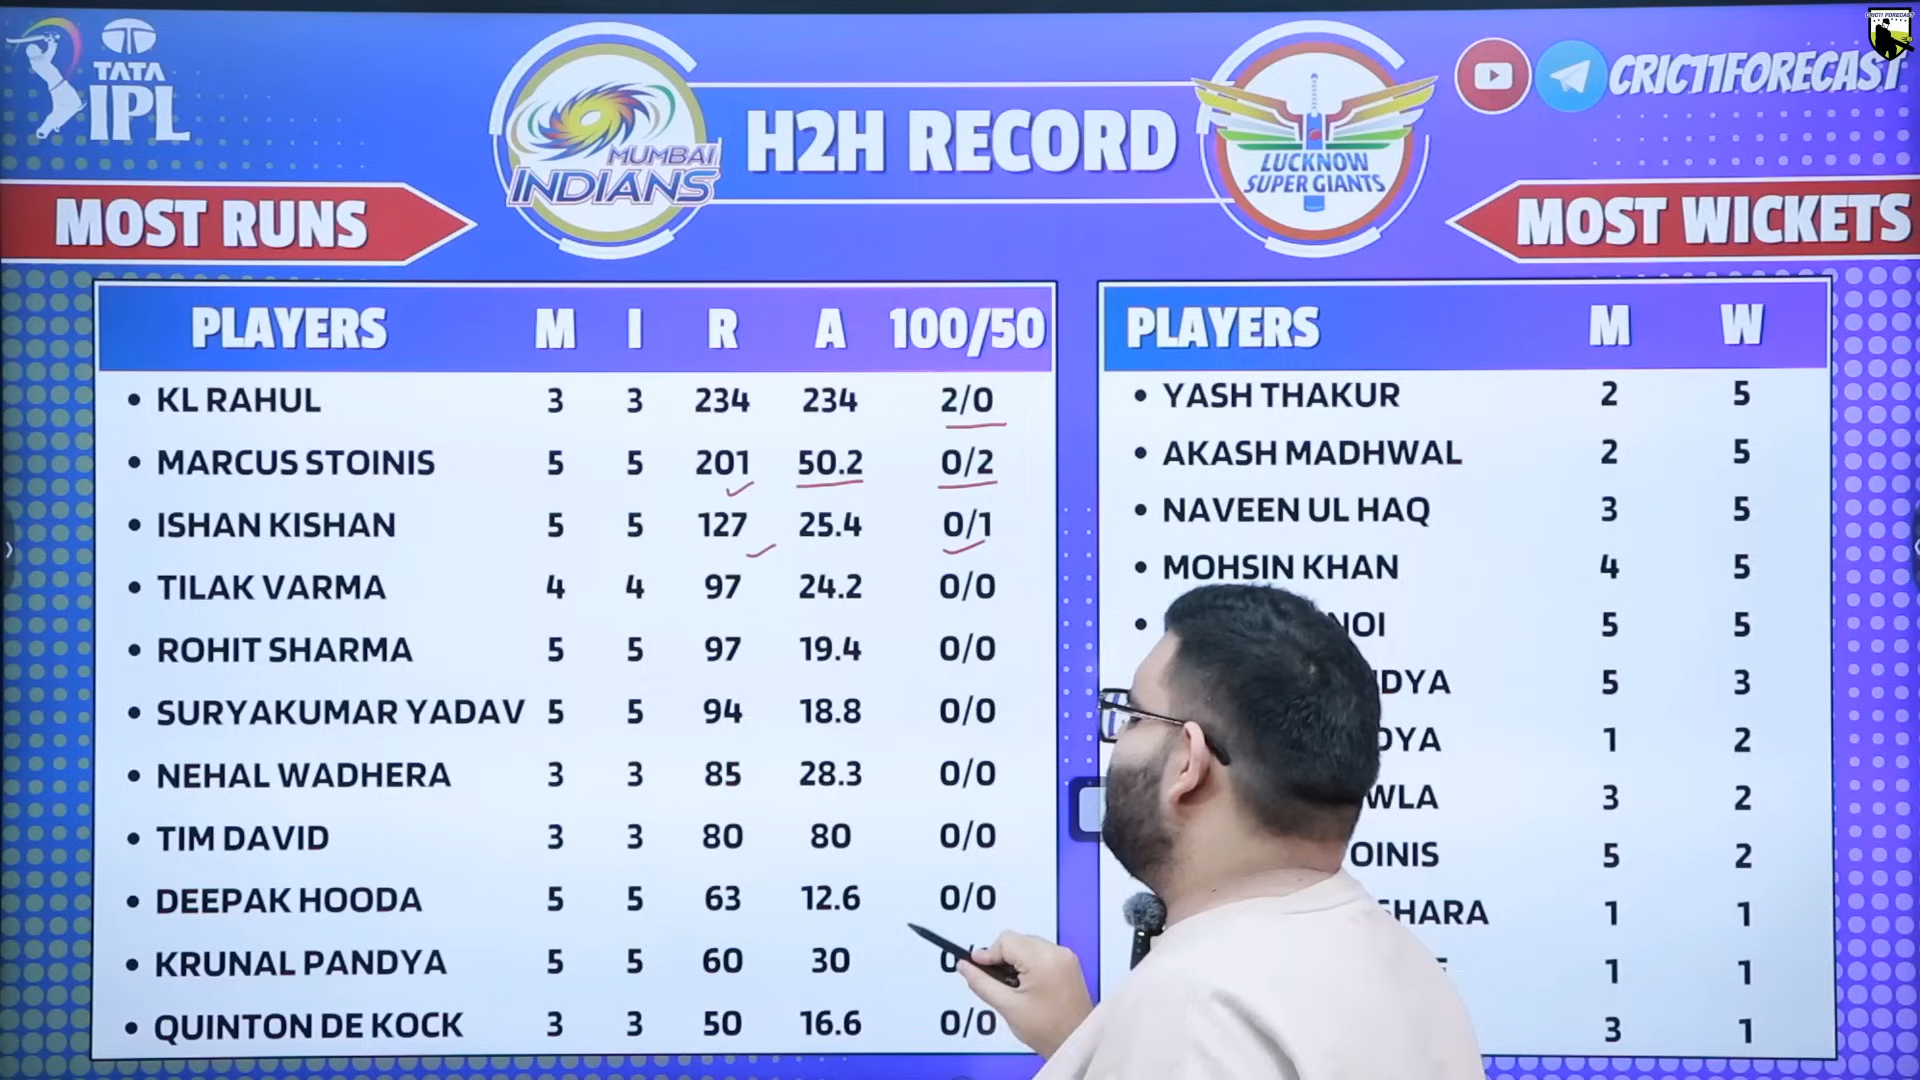 TATA
IPL
MUMBAI
INDIANS
H2H RECORD
LUCKNOW
SUPER GIANTS
CRIC11FORECAST
CRIC11 FORECAST
MOST RUNS
MOST WICKETS
PLAYERS M I R A 100/50
• KL RAHUL 3 3 234 234 2/0
• MARCUS STOINIS 5 5 201 50.2 0/2
• ISHAN KISHAN 5 5 127 25.4 0/1
• TILAK VARMA 4 4 97 24.2 0/0
• ROHIT SHARMA 5 5 97 19.4 0/0
• SURYAKUMAR YADAV 5 5 94 18.8 0/0
• NEHAL WADHERA 3 3 85 28.3 0/0
• TIM DAVID 3 3 80 80 0/0
• DEEPAK HOODA 5 5 63 12.6 0/0
• KRUNAL PANDYA 5 5 60 30
• QUINTON DE KOCK 3 3 50 16.6 0/0
PLAYERS M W
• YASH THAKUR 2 5
• AKASH MADHWAL 2 5
• NAVEEN UL HAQ 3 5
• MOHSIN KHAN 4 5
• 5 5
5 3
1 2
3 2
5 2
1 1
1 1
3 1